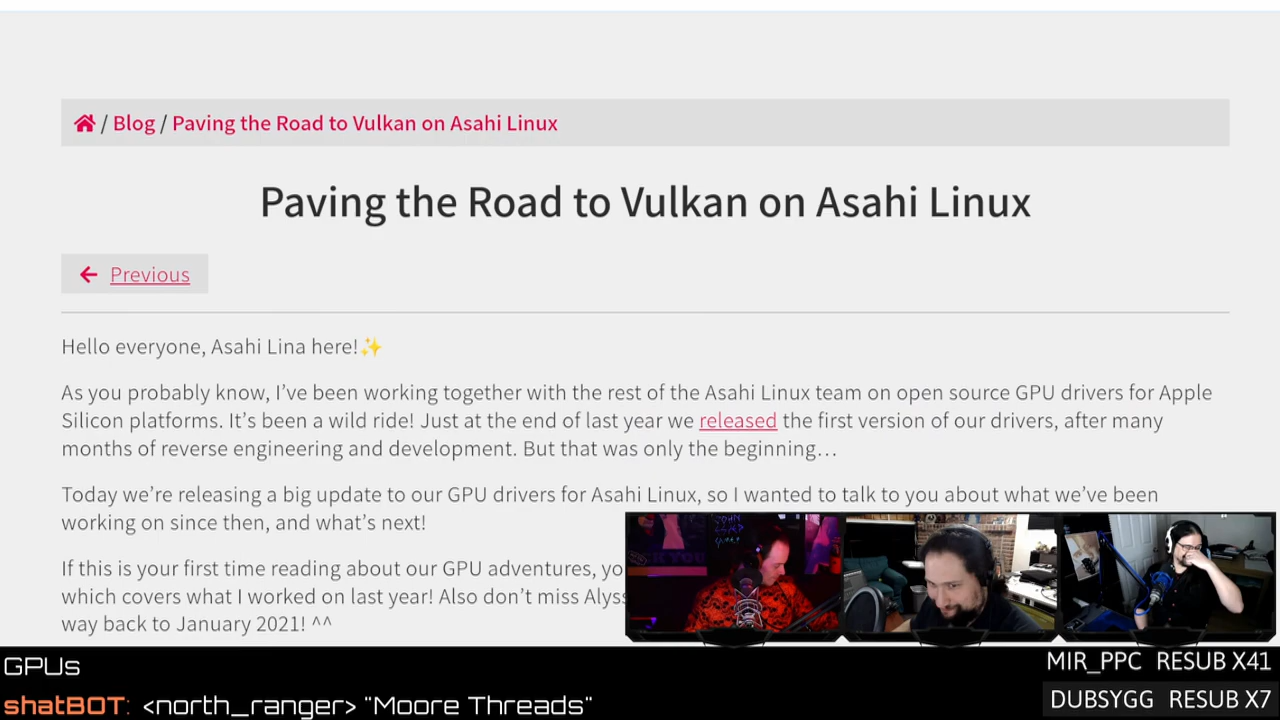 / Blog / Paving the Road to Vulkan on Asahi Linux
Paving the Road to Vulkan on Asahi Linux
← Previous
Hello everyone, Asahi Lina here!✨
As you probably know, I’ve been working together with the rest of the Asahi Linux team on open source GPU drivers for Apple
Silicon platforms. It’s been a wild ride! Just at the end of last year we released the first version of our drivers, after many
months of reverse engineering and development. But that was only the beginning…
Today we’re releasing a big update to our GPU drivers for Asahi Linux, so I wanted to talk to you about what we’ve been
working on since then, and what’s next!
If this is your first time reading about our GPU adventures, yo
which covers what I worked on last year! Also don’t miss Alyss
way back to January 2021! ^^
GPUs
MIR_PPC RESUB X41
shatBOT: <north_ranger> "Moore Threads"
DUBSYGG RESUB X7